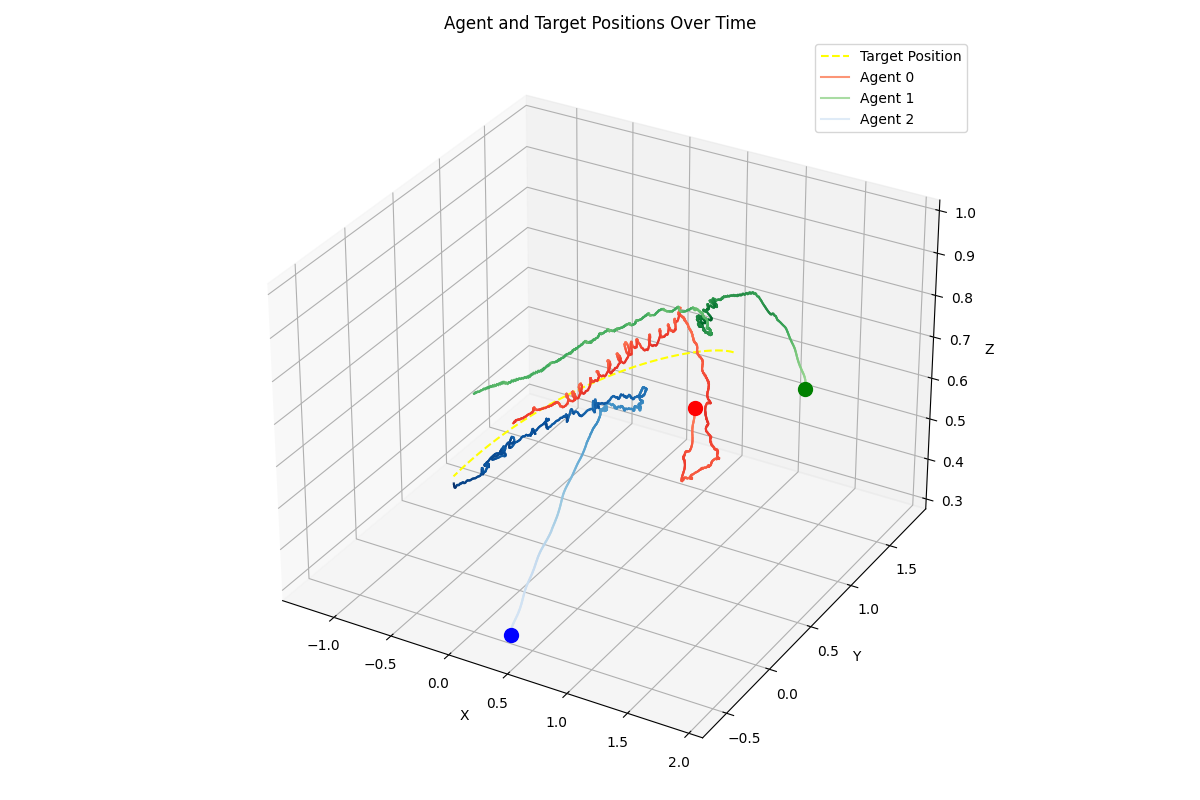 Agent and Target Positions Over Time
Target Position
Agent 0
Agent 1
Agent 2
1.0
0.9
0.8
0.7
Z
0.6
0.5
0.4
0.3
1.5
1.0
0.5
Y
0.0
−0.5
−1.0
−0.5
0.0
0.5
X
1.0
1.5
2.0